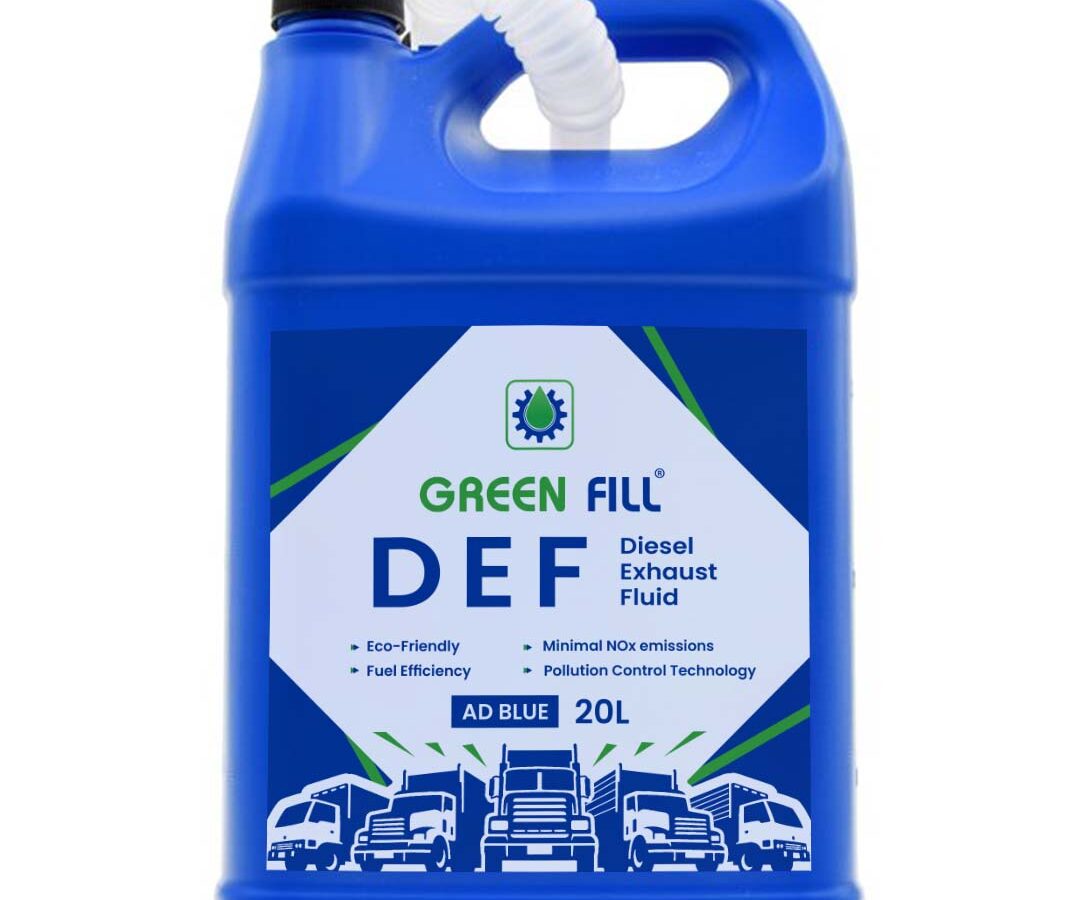 GREEN FILL®
DEF
Diesel
Exhaust
Fluid
Eco-Friendly
Minimal NOx emissions
Fuel Efficiency
Pollution Control Technology
AD BLUE 20L